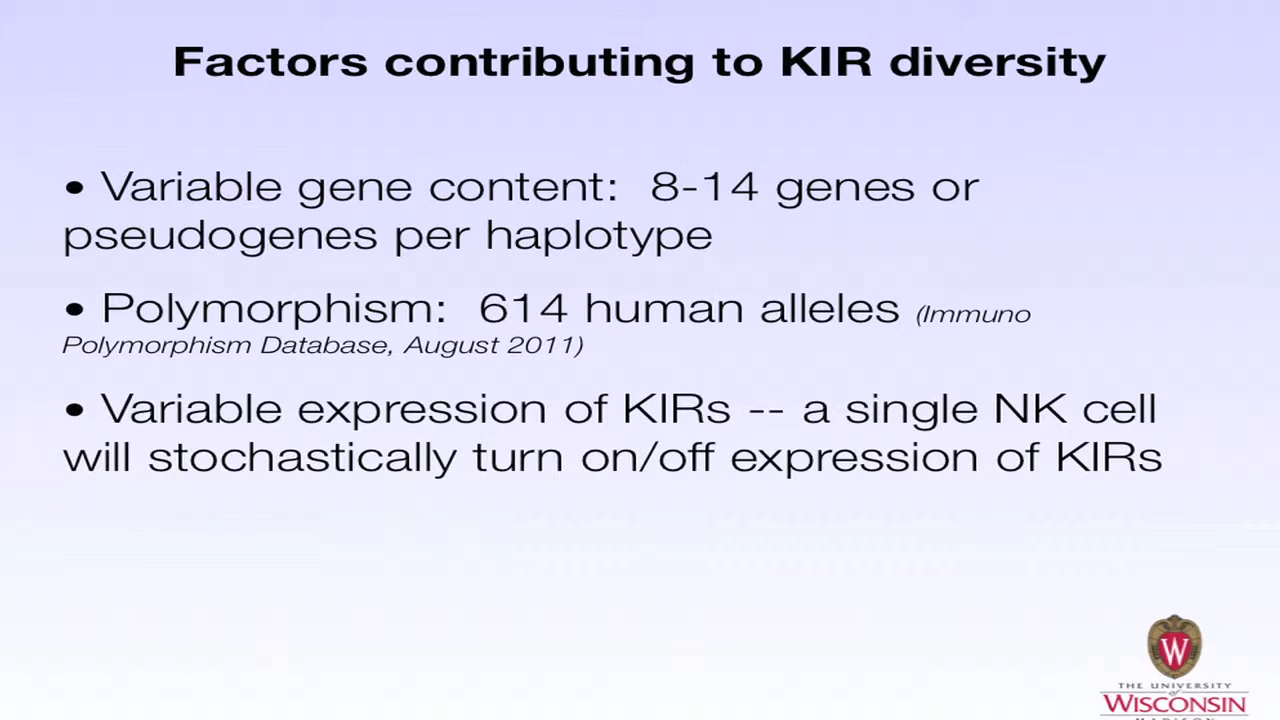 Factors contributing to KIR diversity
• Variable gene content:  8-14 genes or
pseudogenes per haplotype
• Polymorphism:  614 human alleles (Immuno
Polymorphism Database, August 2011)
• Variable expression of KIRs -- a single NK cell
will stochastically turn on/off expression of KIRs
W
THE UNIVERSITY
of
WISCONSIN
MADISON